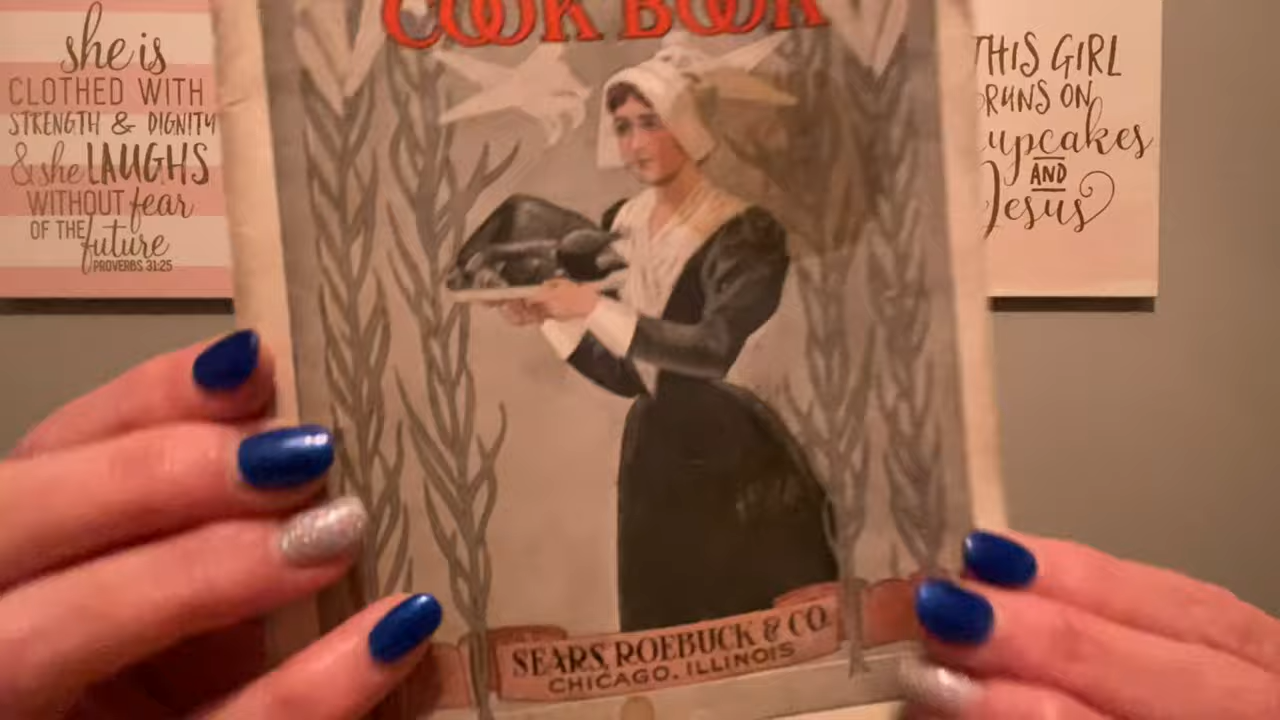 she is
CLOTHED WITH
STRENGTH & DIGNITY
& she LAUGHS
WITHOUT fear
OF THE future
PROVERBS 31:25
COOK BOOK
SEARS, ROEBUCK & CO.
CHICAGO, ILLINOIS
THIS GIRL
RUNS ON
upcakes
AND
Jesus